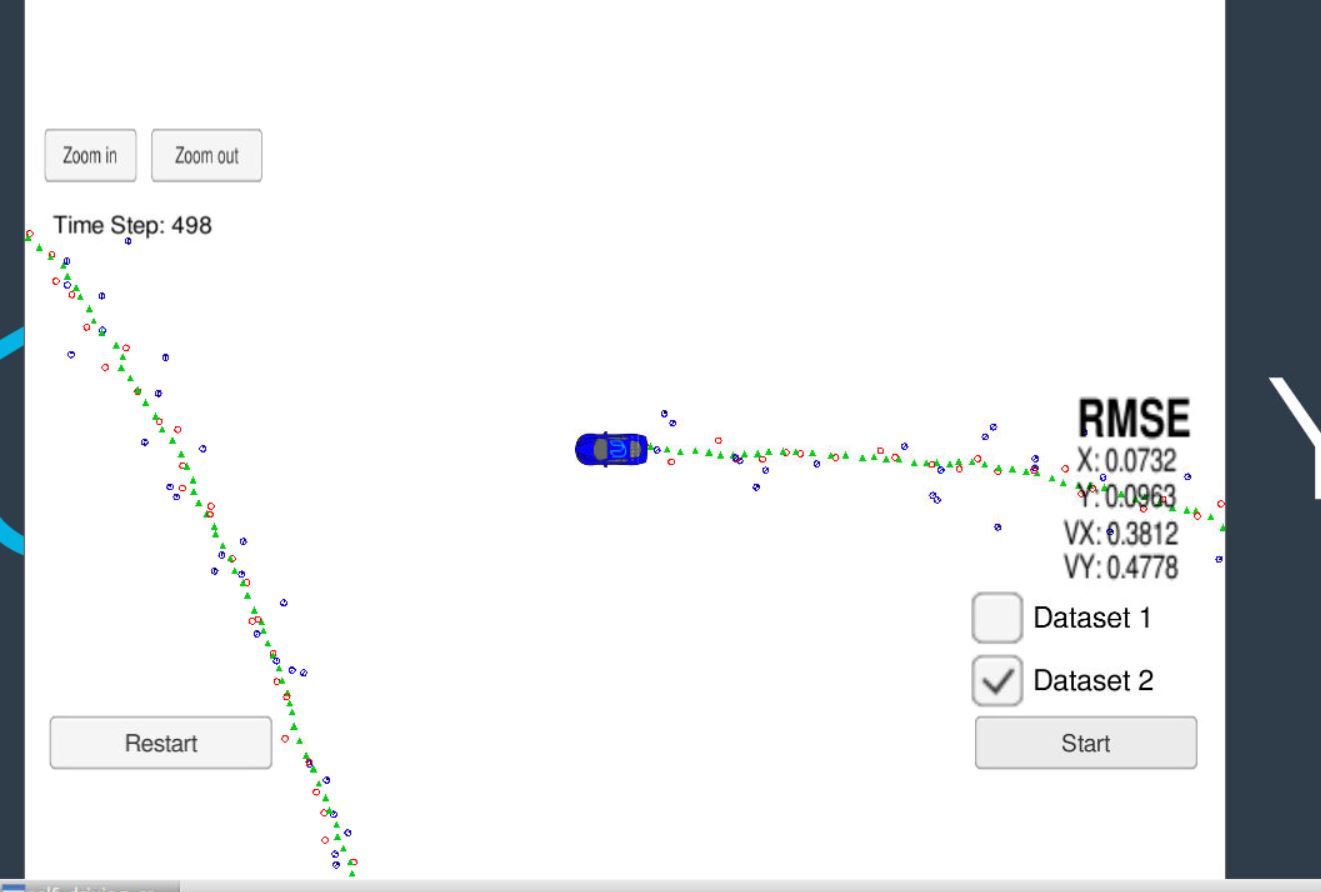 Zoom in
Zoom out
Time Step: 498
RMSE
X: 0.0732
Y: 0.0963
VX: 0.3812
VY: 0.4778
Dataset 1
Dataset 2
Restart
Start
Y